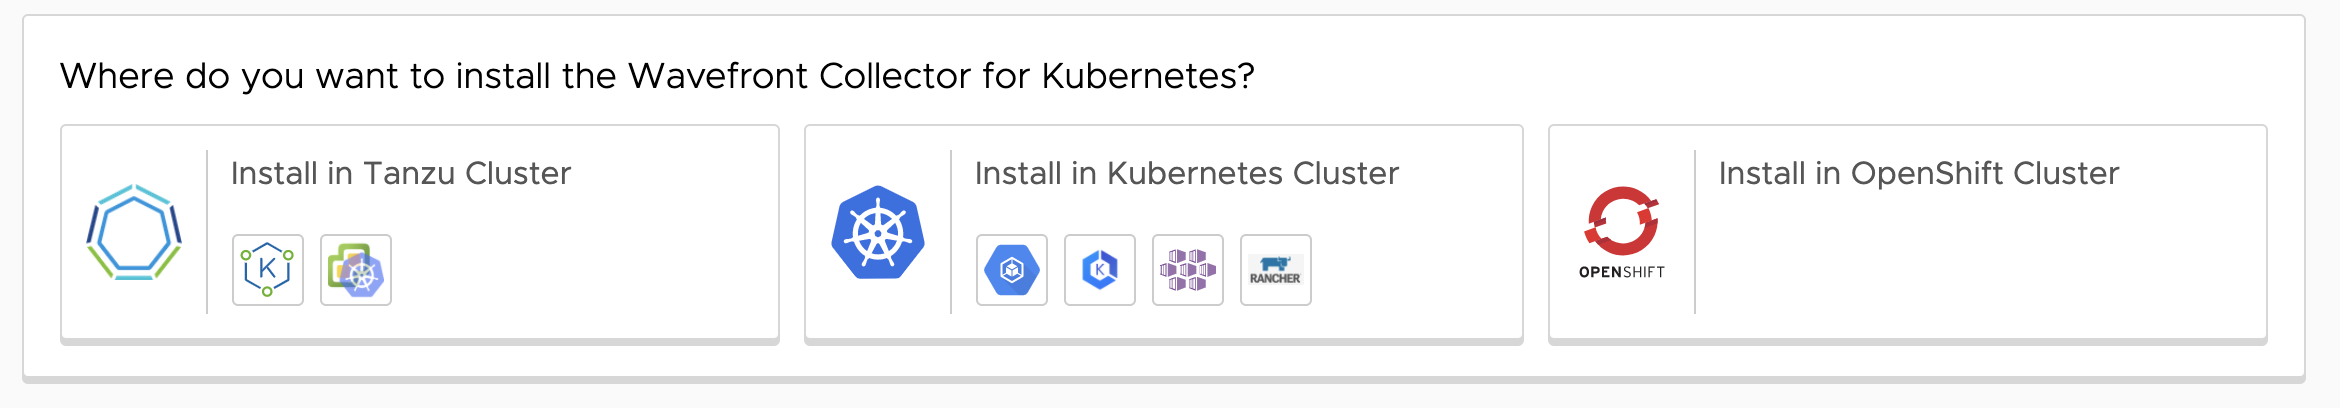 Where do you want to install the Wavefront Collector for Kubernetes?
Install in Tanzu Cluster
K
Install in Kubernetes Cluster
K
RANCHER
Install in OpenShift Cluster
OPENSHIFT